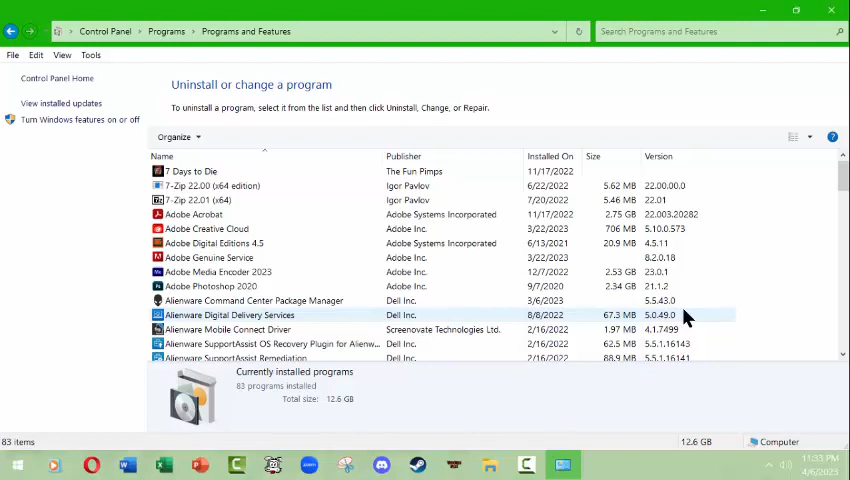 Control Panel > Programs > Programs and Features
Search Programs and Features
File Edit View Tools
Control Panel Home
View installed updates
Turn Windows features on or off
Uninstall or change a program
To uninstall a program, select it from the list and then click Uninstall, Change, or Repair.
Organize
Name Publisher Installed On Size Version
7 Days to Die The Fun Pimps 11/17/2022
7-Zip 22.00 (x64 edition) Igor Pavlov 6/22/2022 5.62 MB 22.00.00.0
7-Zip 22.01 (x64) Igor Pavlov 7/20/2022 5.46 MB 22.01
Adobe Acrobat Adobe Systems Incorporated 11/17/2022 2.75 GB 22.003.20282
Adobe Creative Cloud Adobe Inc. 3/22/2023 706 MB 5.10.0.573
Adobe Digital Editions 4.5 Adobe Systems Incorporated 6/13/2021 20.9 MB 4.5.11
Adobe Genuine Service Adobe Inc. 3/22/2023 8.2.0.18
Adobe Media Encoder 2023 Adobe Inc. 12/7/2022 2.53 GB 23.0.1
Adobe Photoshop 2020 Adobe Inc. 9/7/2020 2.34 GB 21.1.2
Alienware Command Center Package Manager Dell Inc. 3/6/2023 5.5.43.0
Alienware Digital Delivery Services Dell Inc. 8/8/2022 67.3 MB 5.0.49.0
Alienware Mobile Connect Driver Screenovate Technologies Ltd. 2/16/2022 1.97 MB 4.1.7499
Alienware SupportAssist OS Recovery Plugin for Alienw... Dell Inc. 2/16/2022 62.5 MB 5.5.1.16143
Alienware SupportAssist Remediation Dell Inc. 2/16/2022 88.9 MB 5.5.1.16141
Currently installed programs
83 programs installed
Total size: 12.6 GB
83 items 12.6 GB Computer
11:33 PM
4/6/2023